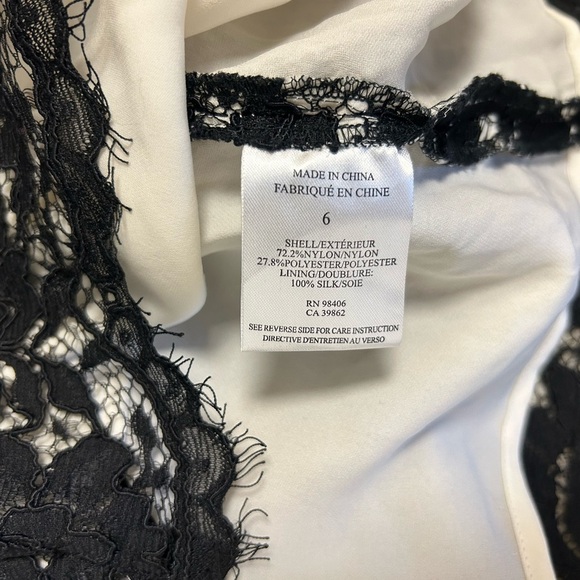 MADE IN CHINA
FABRIQUÉ EN CHINE
6
SHELL/EXTÉRIEUR
72.2%NYLON/NYLON
27.8%POLYESTER/POLYESTER
LINING/DOUBLURE:
100% SILK/SOIE
RN 98406
CA 39862
SEE REVERSE SIDE FOR CARE INSTRUCTION
DIRECTIVE D'ENTRETIEN AU VERSO